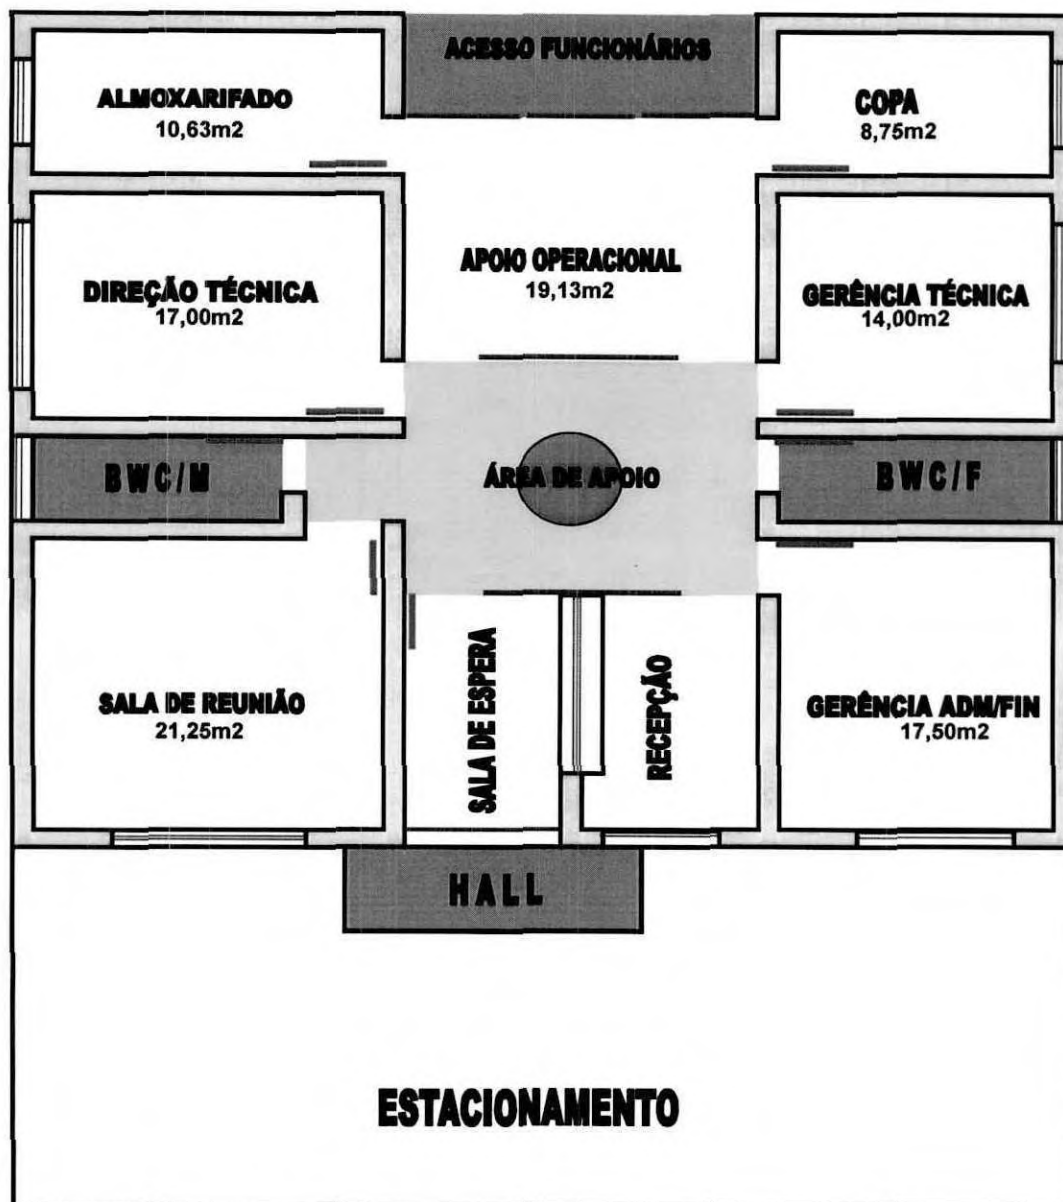 ACESSO FUNCIONÁRIOS
ALMOXARIFADO
10,63m2
COPA
8,75m2
APOIO OPERACIONAL
19,13m2
DIREÇÃO TÉCNICA
17,00m2
GERÊNCIA TÉCNICA
14,00m2
BWC/M
ÁREA DE APOIO
BWC/F
SALA DE REUNIÃO
21,25m2
SALA DE ESPERA
RECEPÇÃO
GERÊNCIA ADM/FIN
17,50m2
HALL
ESTACIONAMENTO